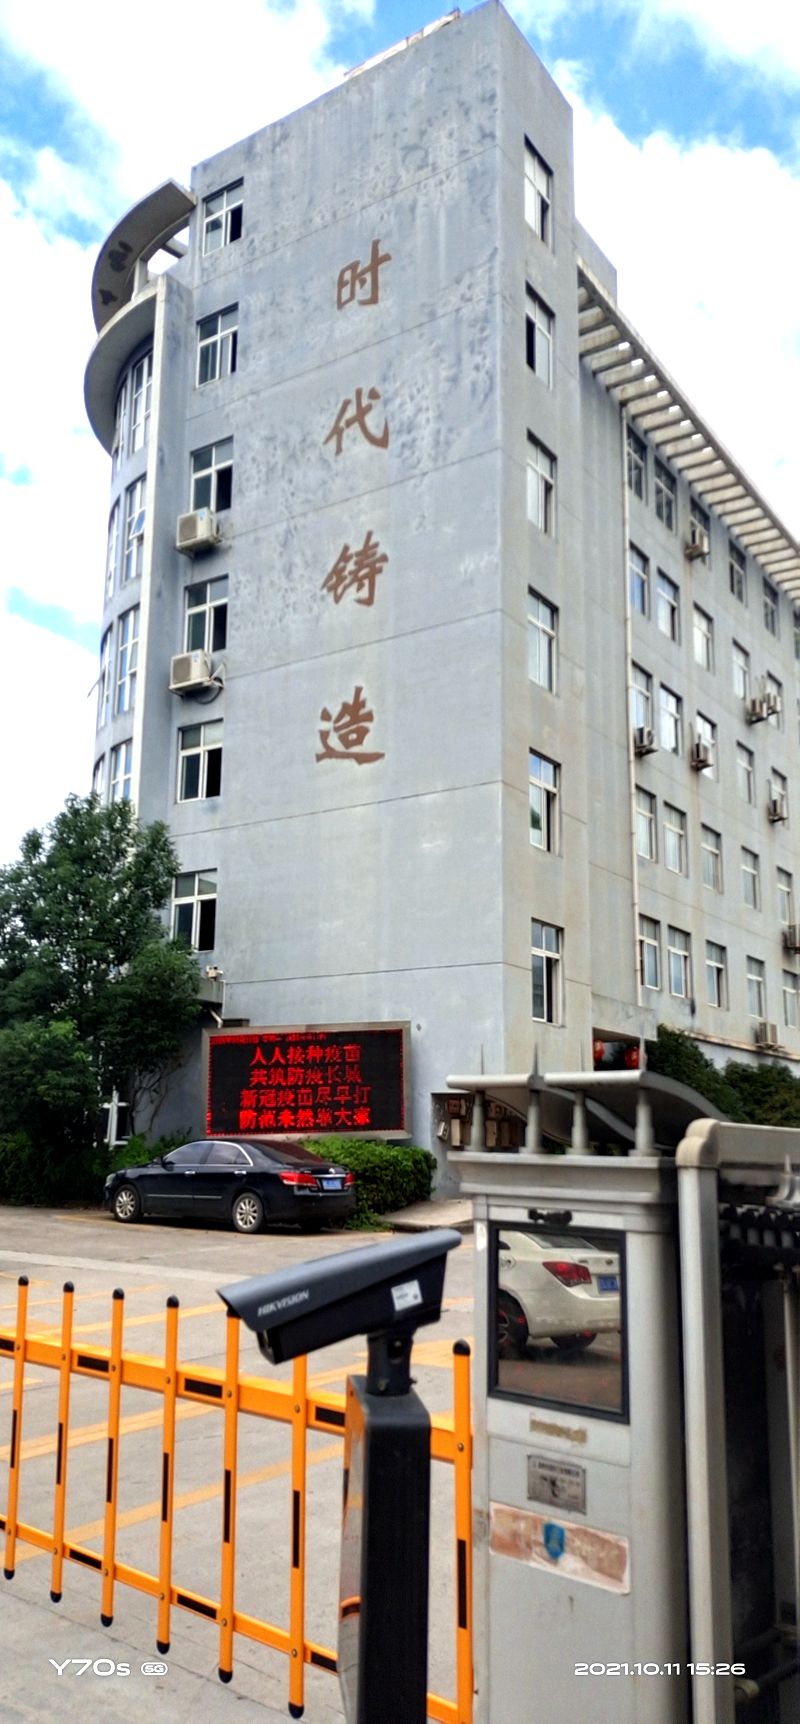 时
代
铸
造
人人接种疫苗
共筑防疫长城
新冠疫苗尽早打
防范未然靠大家
HIKVISION
Y70s 5G
2021.10.11 15:26